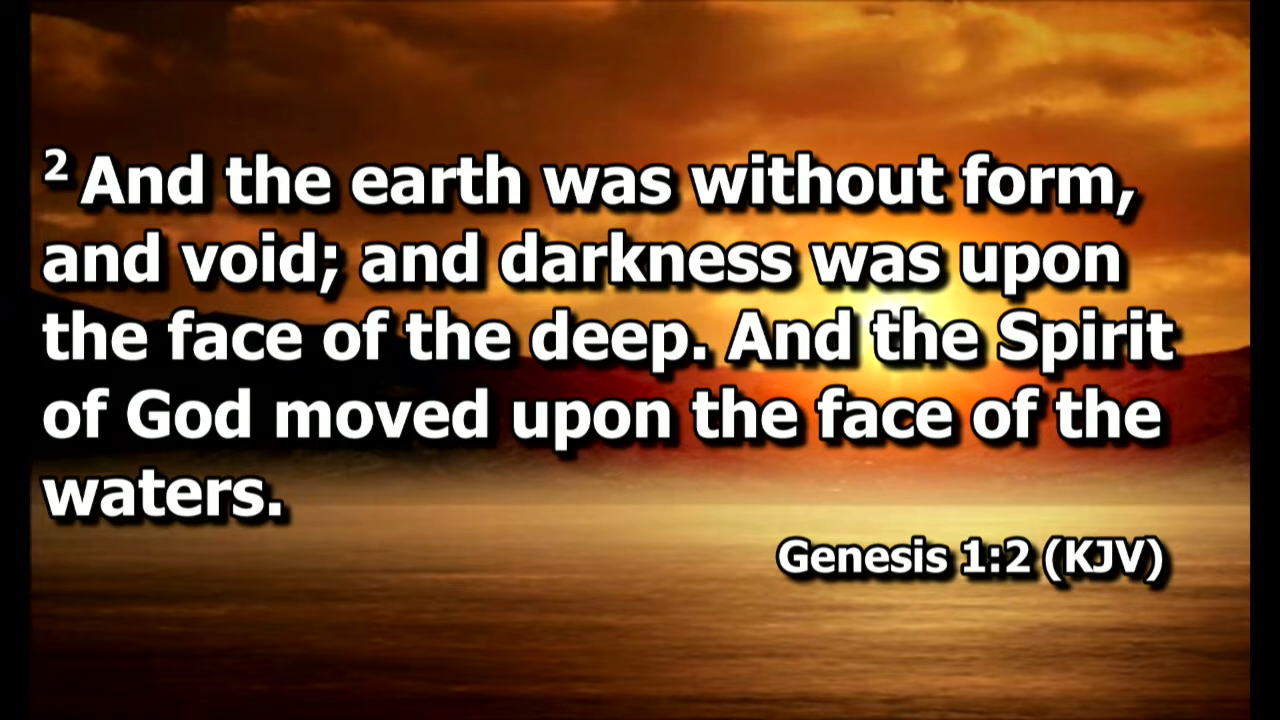 2 And the earth was without form,
and void; and darkness was upon
the face of the deep. And the Spirit
of God moved upon the face of the
waters.
Genesis 1:2 (KJV)